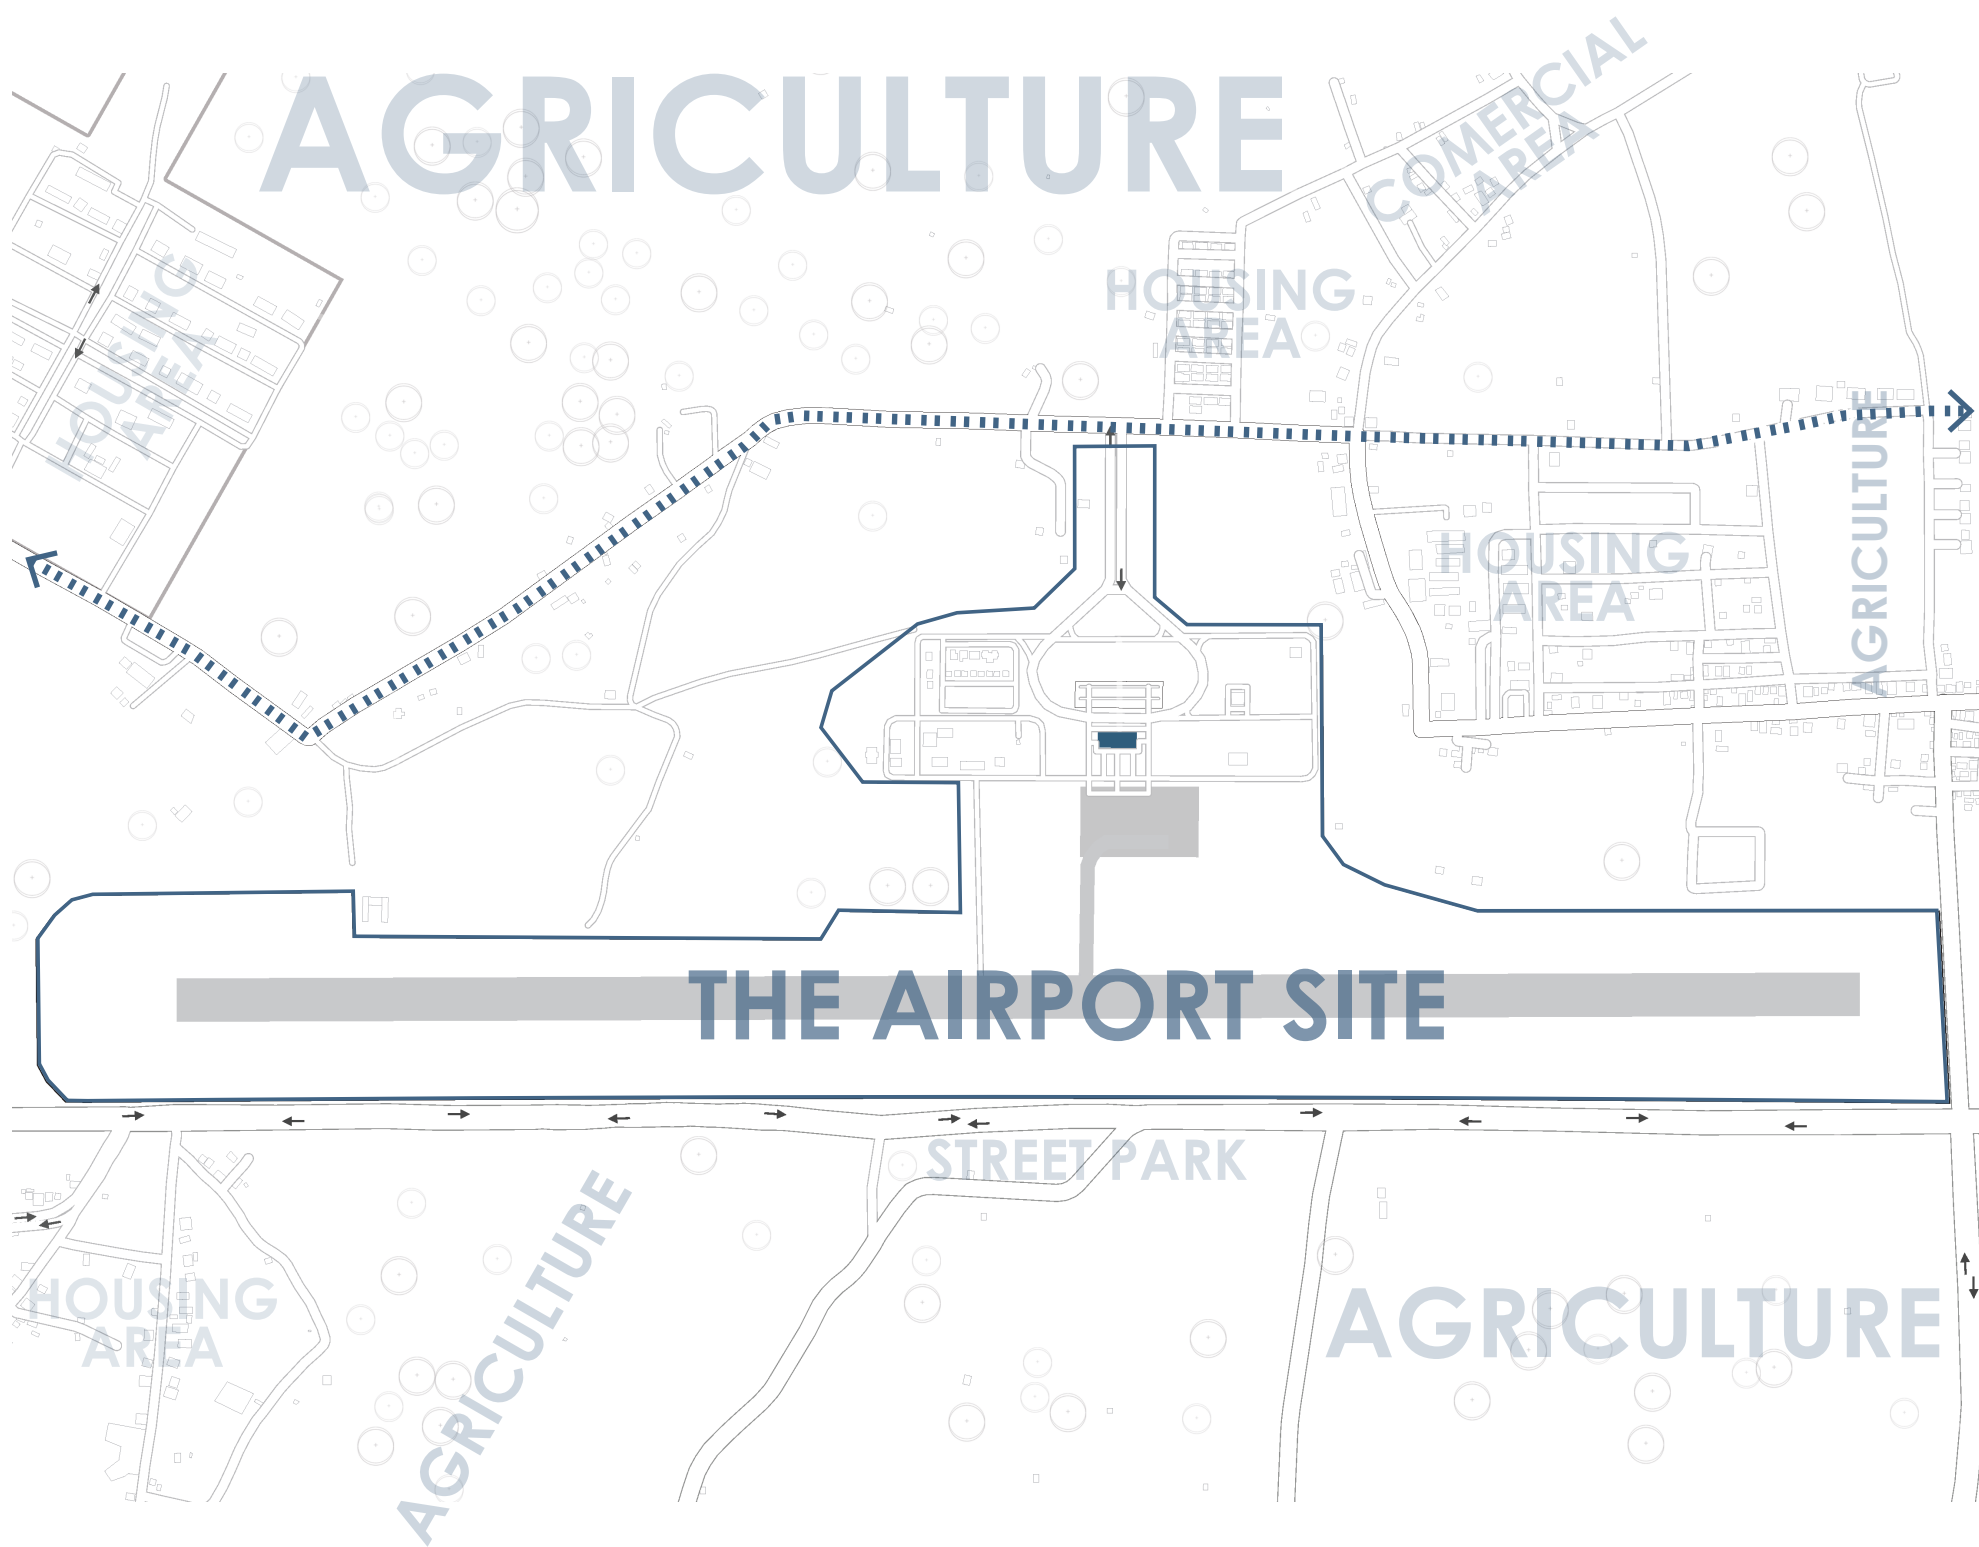 AGRICULTURE
COMERCIAL
AREA
HOUSING
AREA
HOUSING
AREA
HOUSING
AREA
AGRICULTURE
THE AIRPORT SITE
STREET PARK
AGRICULTURE
HOUSING
AREA
AGRICULTURE